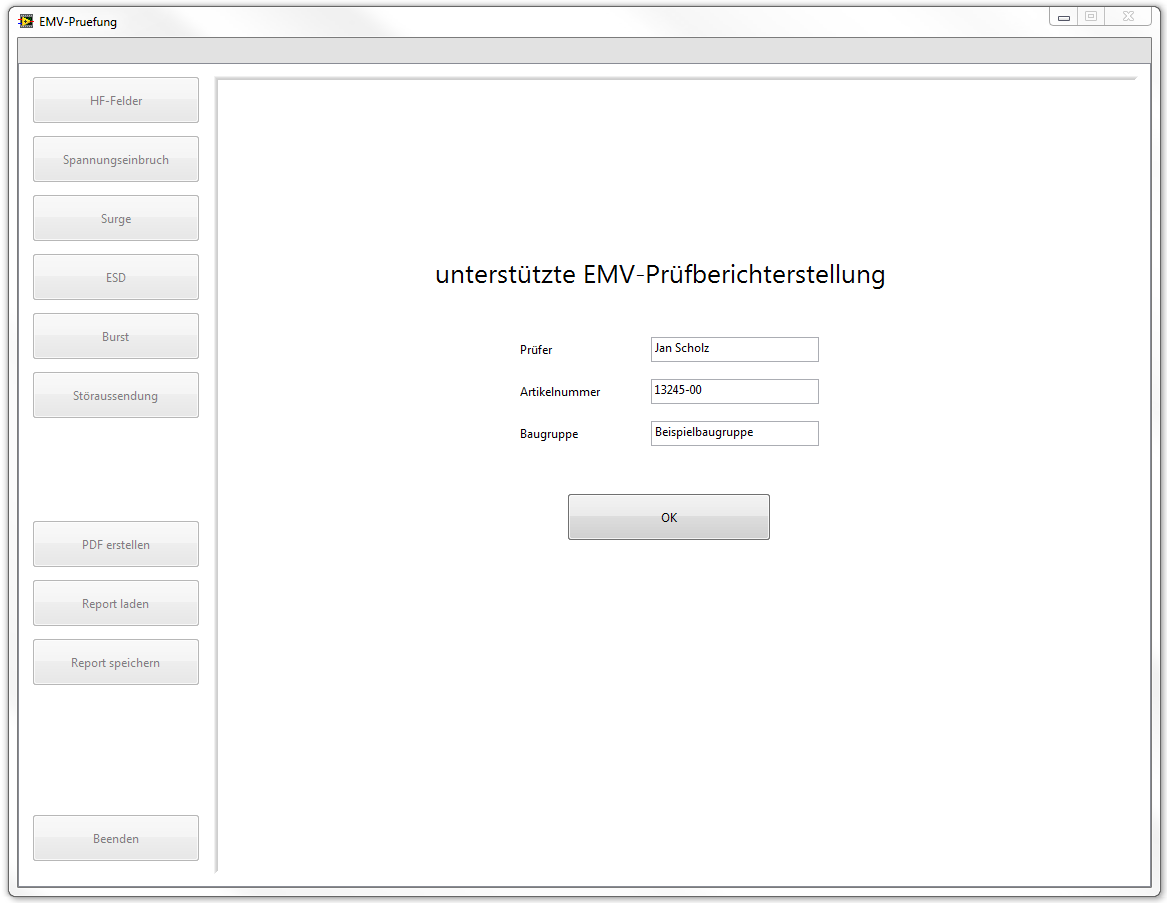 EMV-Pruefung
HF-Felder
Spannungseinbruch
Surge
ESD
Burst
Störaussendung
PDF erstellen
Report laden
Report speichern
Beenden
unterstützte EMV-Prüfberichterstellung
Prüfer Jan Scholz
Artikelnummer 13245-00
Baugruppe Beispielbaugruppe
OK